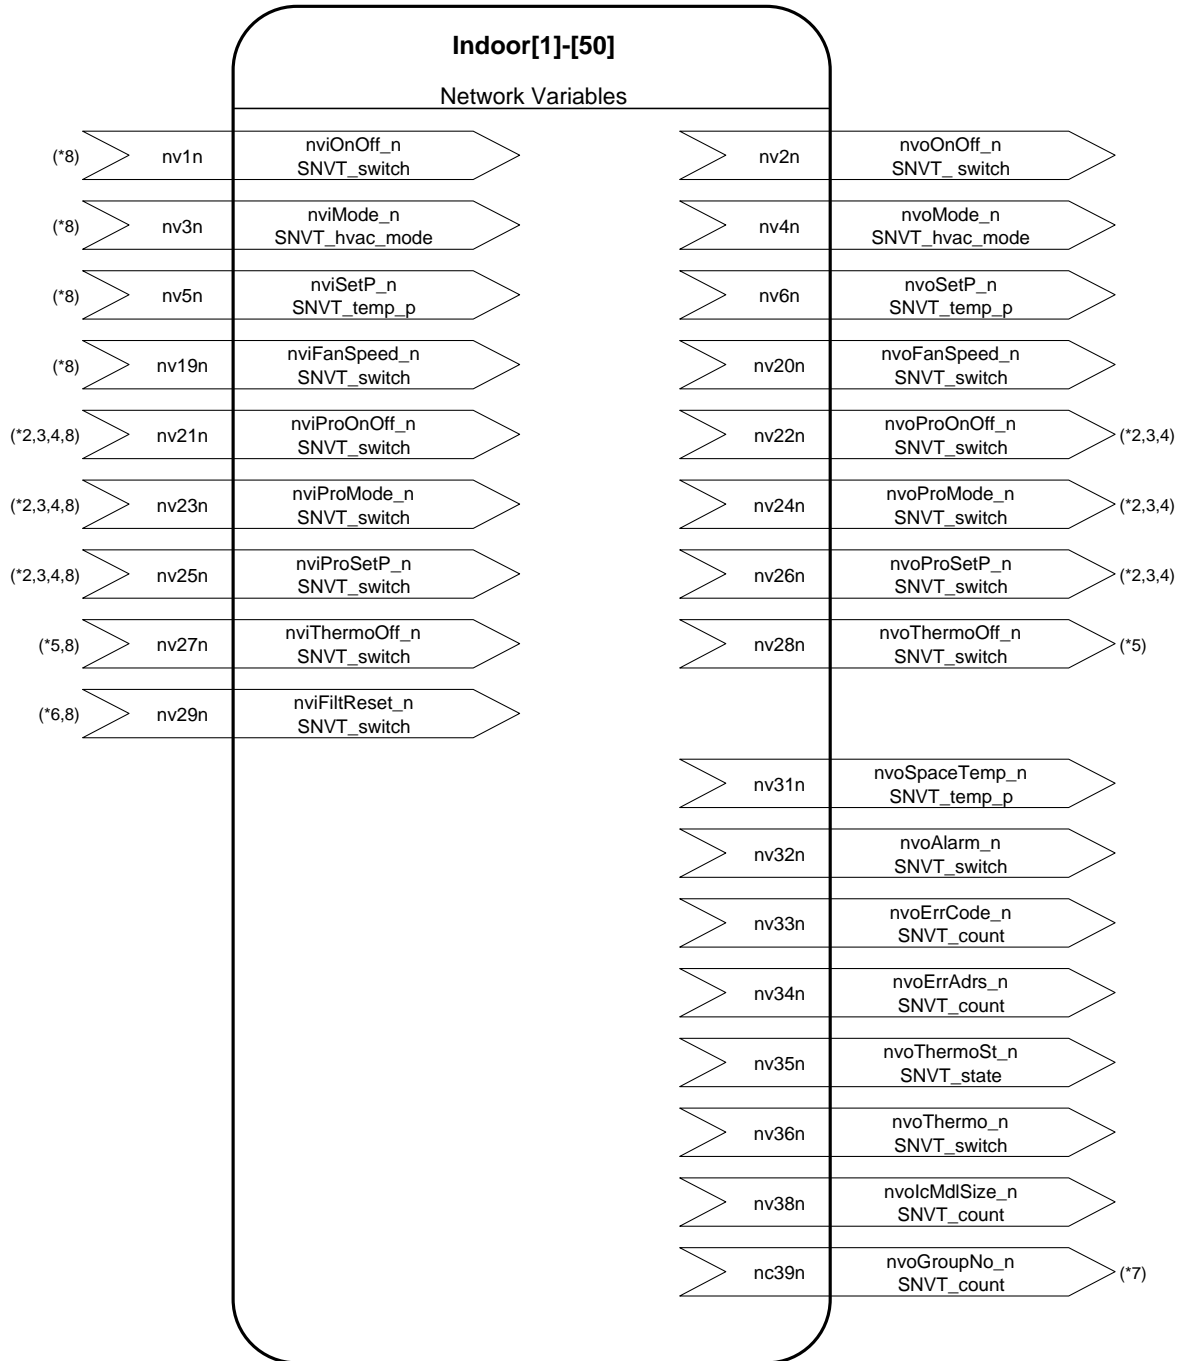 Indoor[1]-[50]
Network Variables
(*8) nv1n nviOnOff_n
SNVT_switch
nv2n nvoOnOff_n
SNVT_ switch
(*8) nv3n nviMode_n
SNVT_hvac_mode
nv4n nvoMode_n
SNVT_hvac_mode
(*8) nv5n nviSetP_n
SNVT_temp_p
nv6n nvoSetP_n
SNVT_temp_p
(*8) nv19n nviFanSpeed_n
SNVT_switch
nv20n nvoFanSpeed_n
SNVT_switch
(*2,3,4,8) nv21n nviProOnOff_n
SNVT_switch
nv22n nvoProOnOff_n (*2,3,4)
SNVT_switch
(*2,3,4,8) nv23n nviProMode_n
SNVT_switch
nv24n nvoProMode_n (*2,3,4)
SNVT_switch
(*2,3,4,8) nv25n nviProSetP_n
SNVT_switch
nv26n nvoProSetP_n (*2,3,4)
SNVT_switch
(*5,8) nv27n nviThermoOff_n
SNVT_switch
nv28n nvoThermoOff_n (*5)
SNVT_switch
(*6,8) nv29n nviFiltReset_n
SNVT_switch
nv31n nvoSpaceTemp_n
SNVT_temp_p
nv32n nvoAlarm_n
SNVT_switch
nv33n nvoErrCode_n
SNVT_count
nv34n nvoErrAdrs_n
SNVT_count
nv35n nvoThermoSt_n
SNVT_state
nv36n nvoThermo_n
SNVT_switch
nv38n nvoIcMdlSize_n
SNVT_count
nc39n nvoGroupNo_n (*7)
SNVT_count